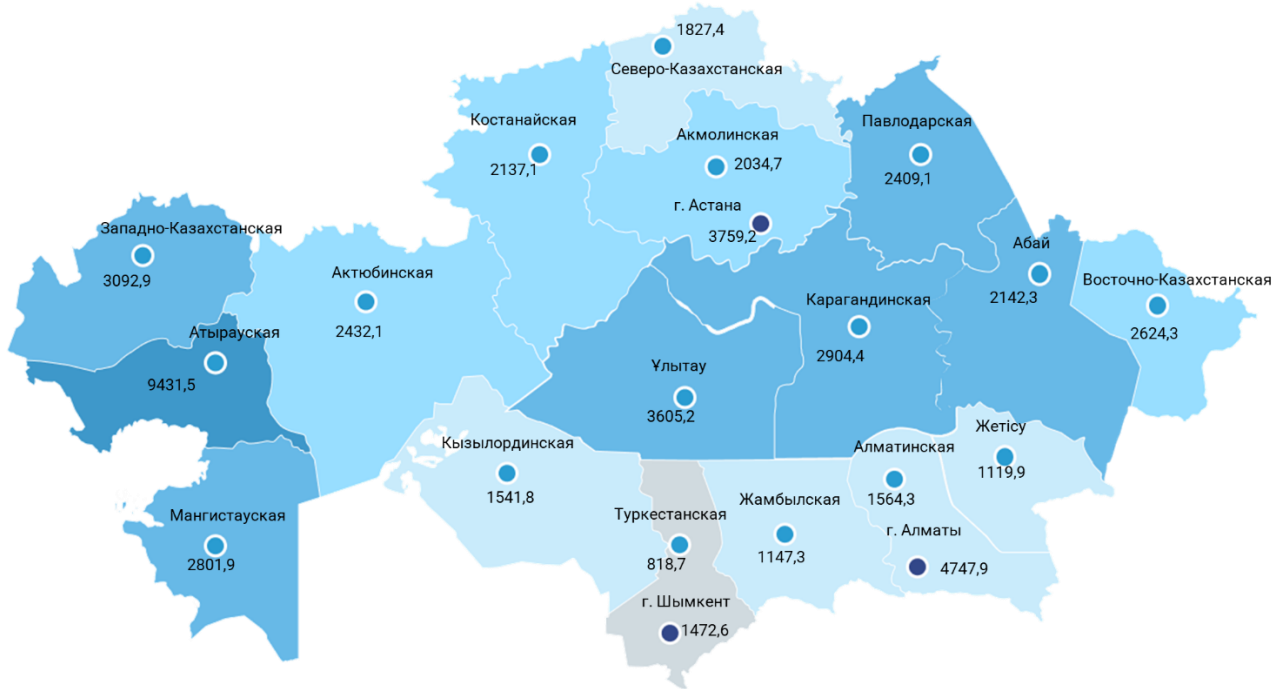 1827,4
Северо-Казахстанская
Костанайская
2137,1
Акмолинская
2034,7
Павлодарская
2409,1
г. Астана
3759,2
Западно-Казахстанская
3092,9
Актюбинская
2432,1
Абай
2142,3
Восточно-Казахстанская
2624,3
Карагандинская
2904,4
Атырауская
9431,5
Ұлытау
3605,2
Кызылординская
1541,8
Алматинская
1564,3
Жетісу
1119,9
Мангистауская
2801,9
Туркестанская
818,7
Жамбылская
1147,3
г. Алматы
4747,9
г. Шымкент
1472,6